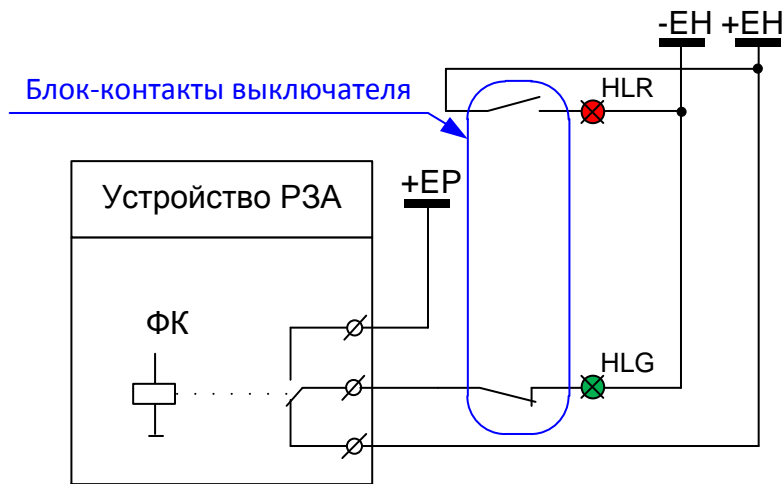 -EH +EH
HLR
Блок-контакты выключателя
+EP
Устройство РЗА
ФК
HLG